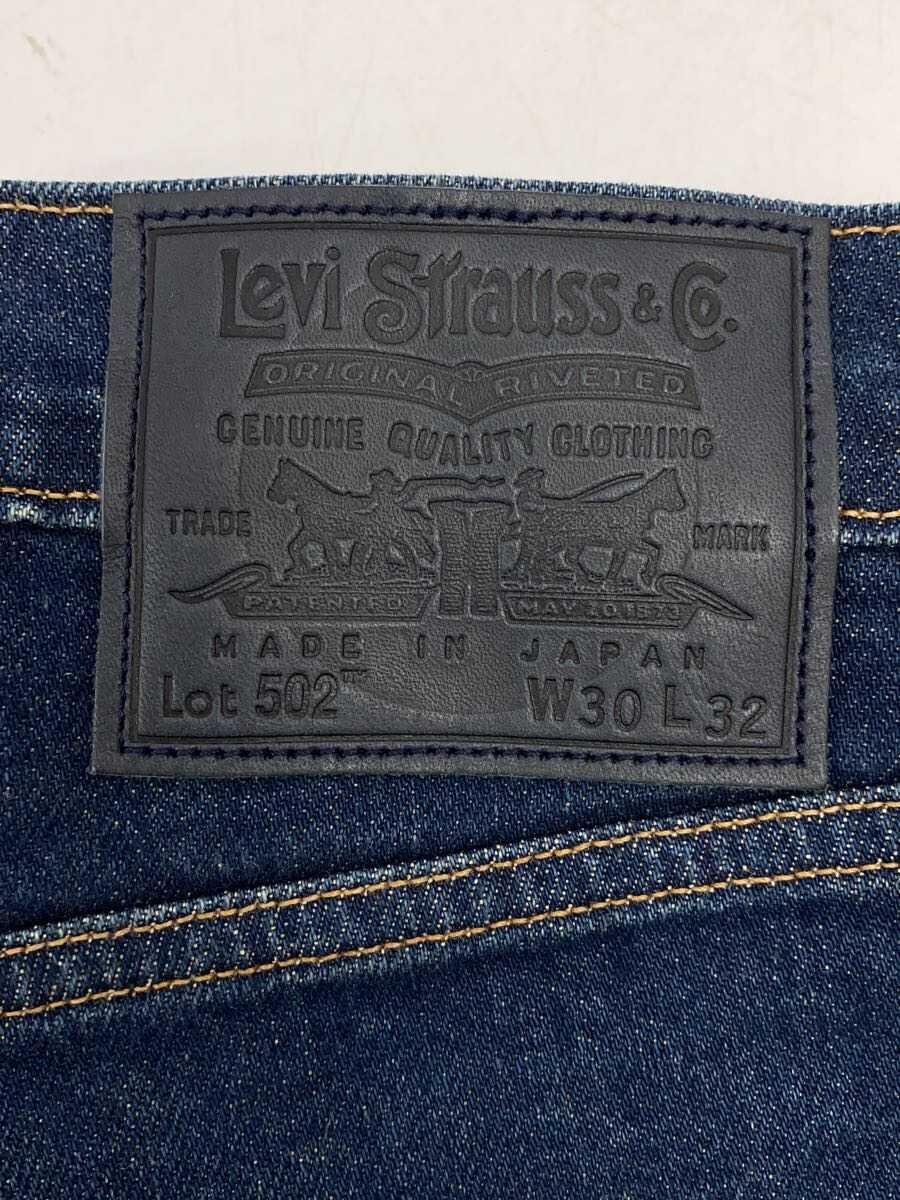 Levi Strauss & Co.
ORIGINAL RIVETED
GENUINE QUALITY CLOTHING
TRADE MARK
PATENTED MAY 20 1873
MADE IN JAPAN
Lot 502™ W30 L32